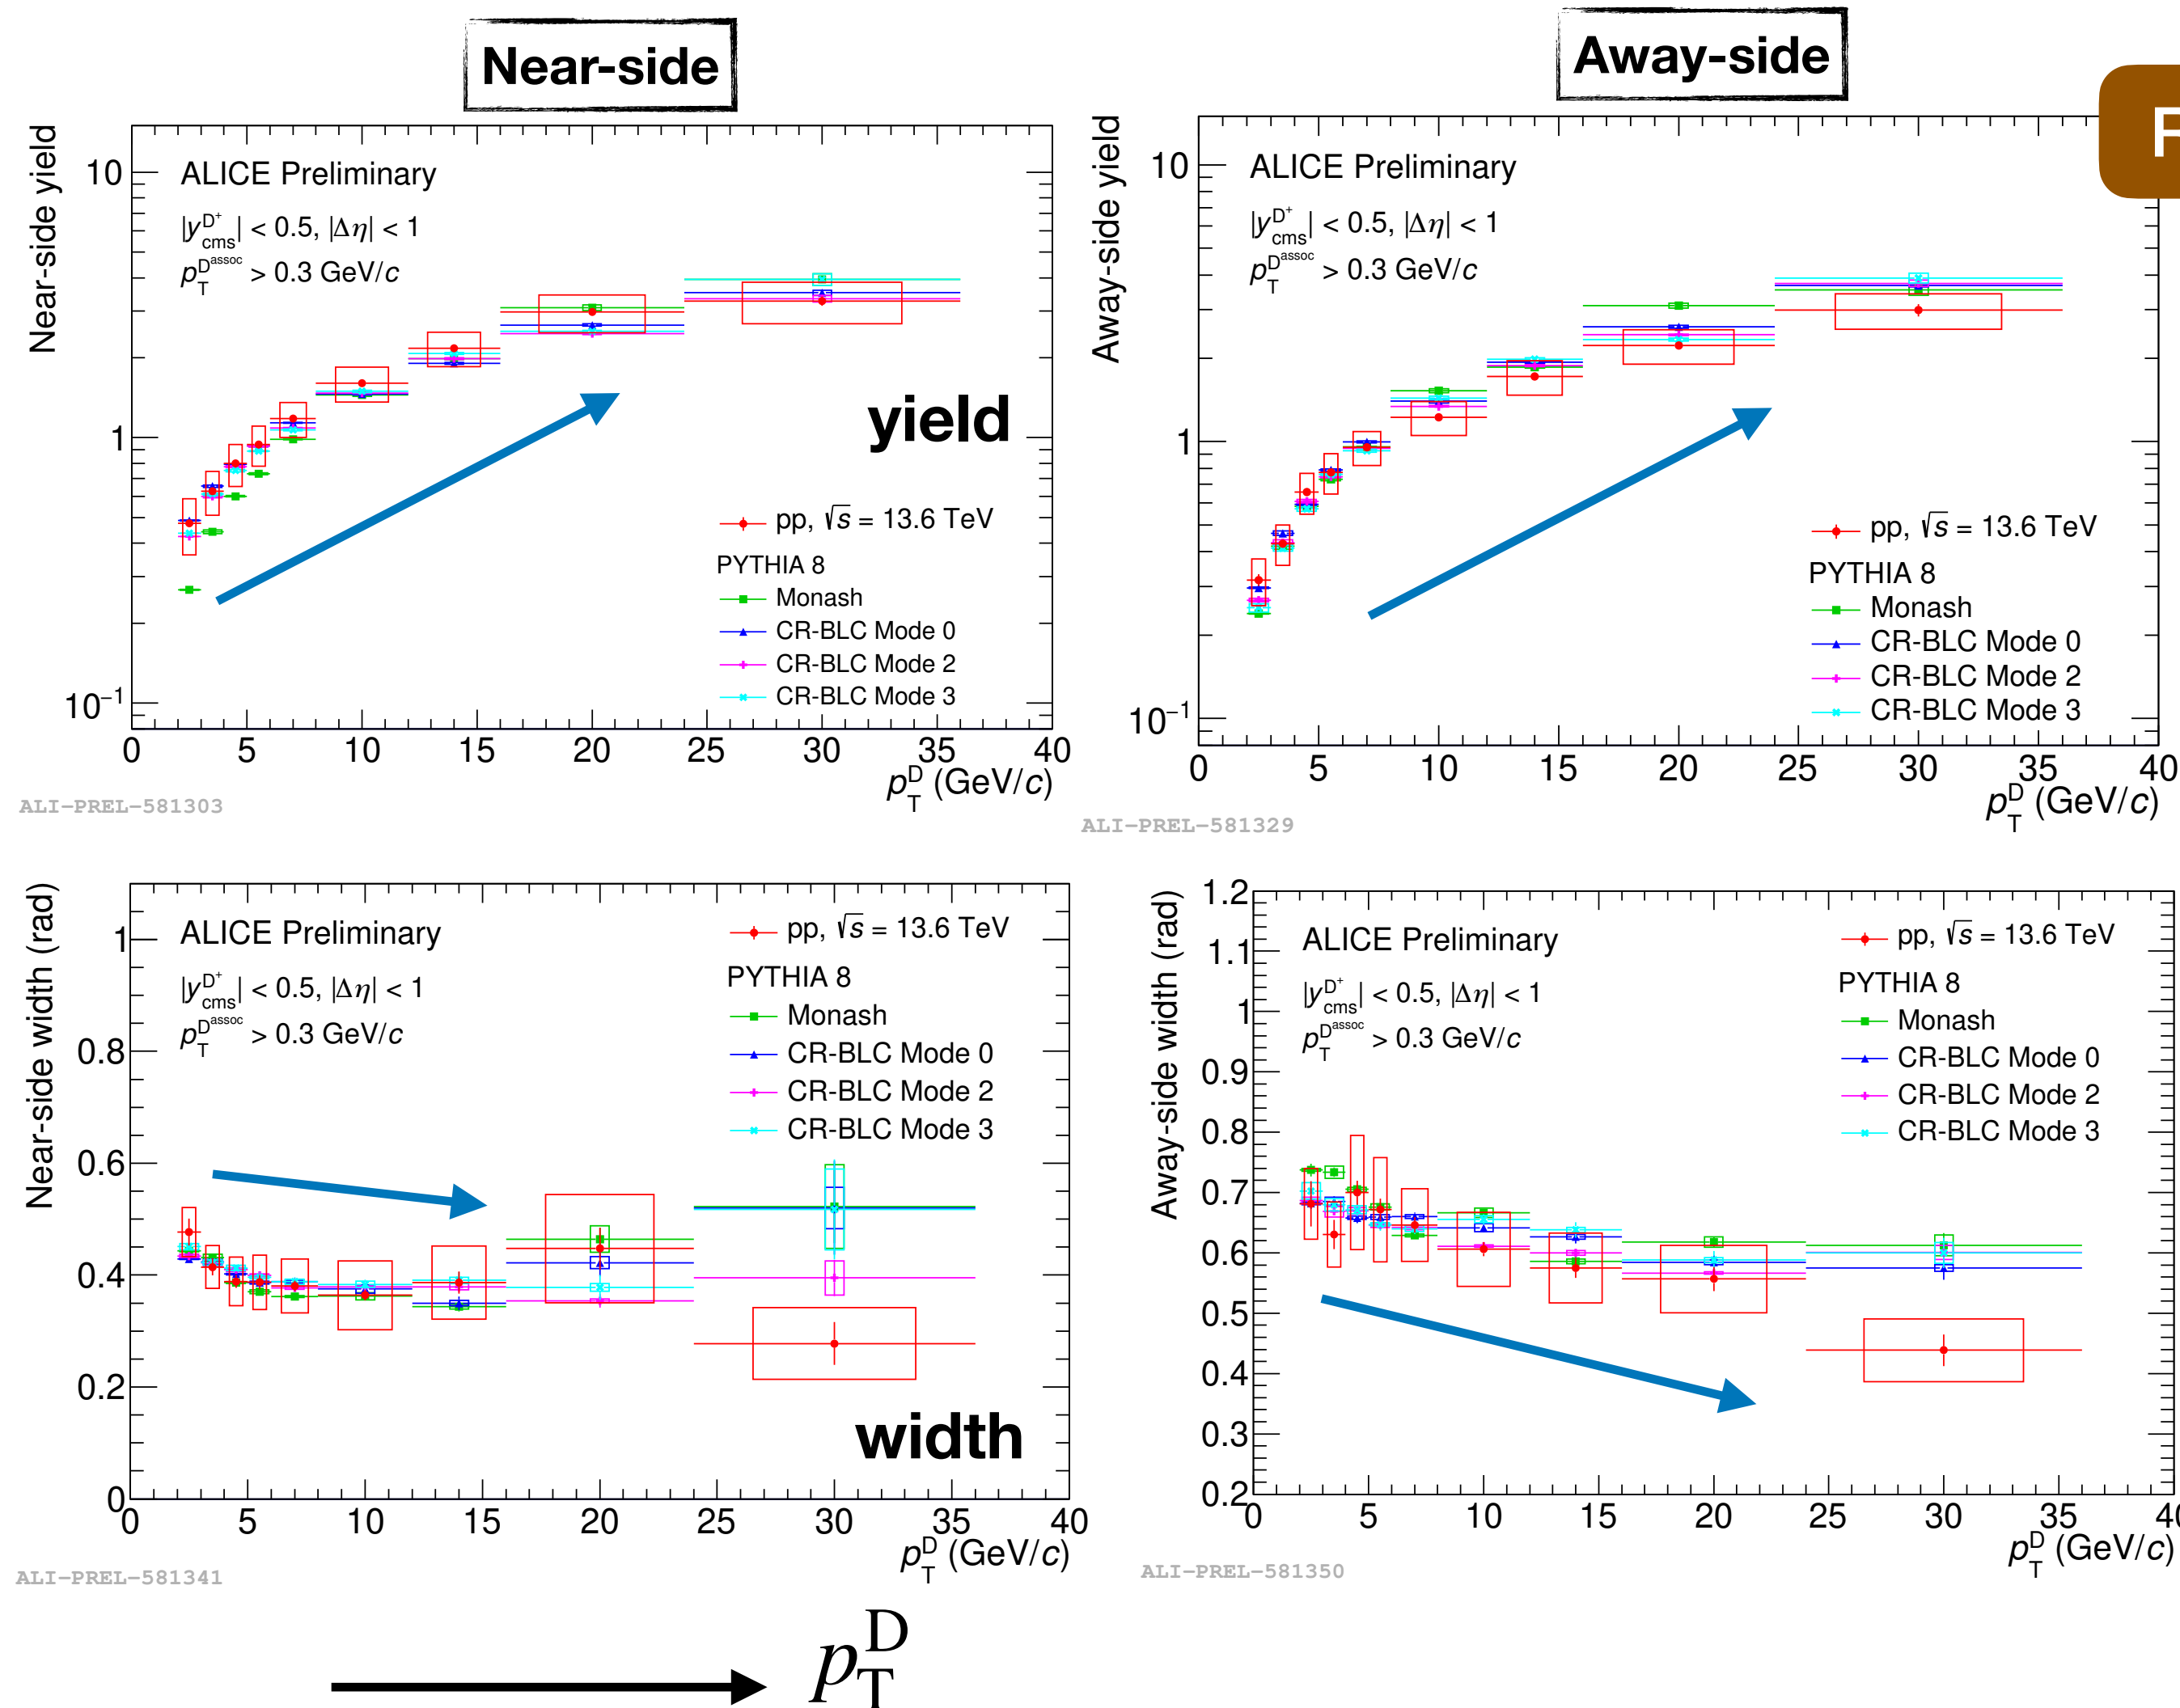 Near-side
Away-side
F
Near-side yield
10
1
10⁻¹
ALICE Preliminary
|y_cms^D⁺| < 0.5, |Δη| < 1
p_T^D^assoc > 0.3 GeV/c
yield
pp, √s = 13.6 TeV
PYTHIA 8
Monash
CR-BLC Mode 0
CR-BLC Mode 2
CR-BLC Mode 3
0 5 10 15 20 25 30 35 40
p_T^D (GeV/c)
ALI-PREL-581303
Away-side yield
10
1
10⁻¹
ALICE Preliminary
|y_cms^D⁺| < 0.5, |Δη| < 1
p_T^D^assoc > 0.3 GeV/c
pp, √s = 13.6 TeV
PYTHIA 8
Monash
CR-BLC Mode 0
CR-BLC Mode 2
CR-BLC Mode 3
0 5 10 15 20 25 30 35 40
p_T^D (GeV/c)
ALI-PREL-581329
Near-side width (rad)
1
0.8
0.6
0.4
0.2
0
ALICE Preliminary
|y_cms^D⁺| < 0.5, |Δη| < 1
p_T^D^assoc > 0.3 GeV/c
pp, √s = 13.6 TeV
PYTHIA 8
Monash
CR-BLC Mode 0
CR-BLC Mode 2
CR-BLC Mode 3
width
0 5 10 15 20 25 30 35 40
p_T^D (GeV/c)
ALI-PREL-581341
Away-side width (rad)
1.2
1.1
1
0.9
0.8
0.7
0.6
0.5
0.4
0.3
0.2
ALICE Preliminary
|y_cms^D⁺| < 0.5, |Δη| < 1
p_T^D^assoc > 0.3 GeV/c
pp, √s = 13.6 TeV
PYTHIA 8
Monash
CR-BLC Mode 0
CR-BLC Mode 2
CR-BLC Mode 3
0 5 10 15 20 25 30 35 40
p_T^D (GeV/c)
ALI-PREL-581350
p_T^D